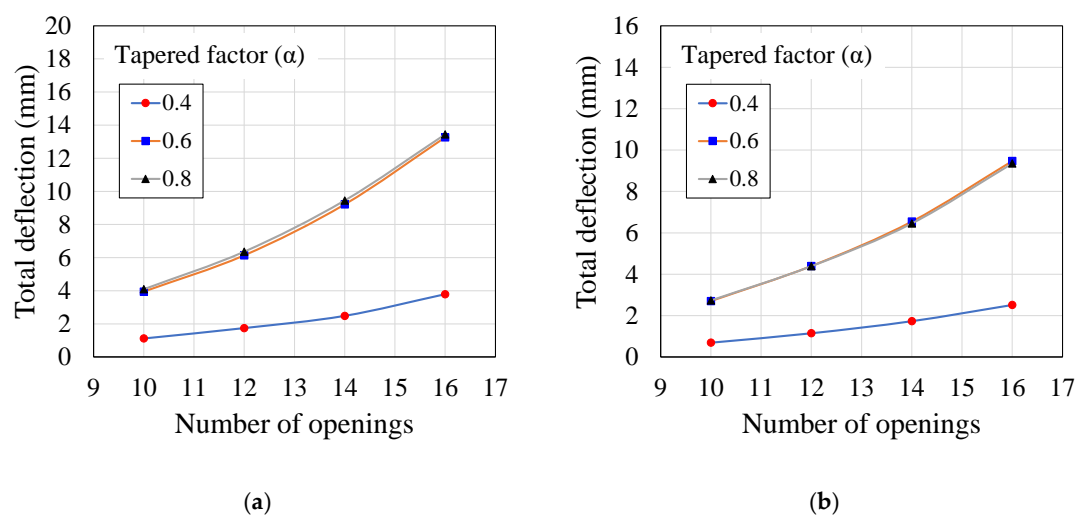 Total deflection (mm)
20
18
16
14
12
10
8
6
4
2
0
Tapered factor (α)
0.4
0.6
0.8
9 10 11 12 13 14 15 16 17
Number of openings
(a)
Total deflection (mm)
16
14
12
10
8
6
4
2
0
Tapered factor (α)
0.4
0.6
0.8
9 10 11 12 13 14 15 16 17
Number of openings
(b)